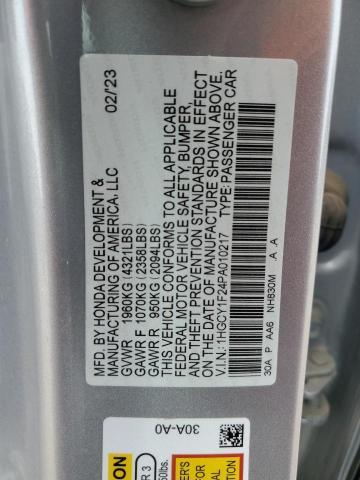 MFD. BY HONDA DEVELOPMENT & 02/'23
MANUFACTURING OF AMERICA, LLC
GVWR 1960KG (4321LBS)
GAWR F 1070KG (2358LBS)
GAWR R 950KG (2094LBS)
THIS VEHICLE CONFORMS TO ALL APPLICABLE
FEDERAL MOTOR VEHICLE SAFETY, BUMPER,
AND THEFT PREVENTION STANDARDS IN EFFECT
ON THE DATE OF MANUFACTURE SHOWN ABOVE.
V.I.N.: 1HGCY1F24PA010217 TYPE: PASSENGER CAR
30A P AA6 NH830M A .A
30A-A0